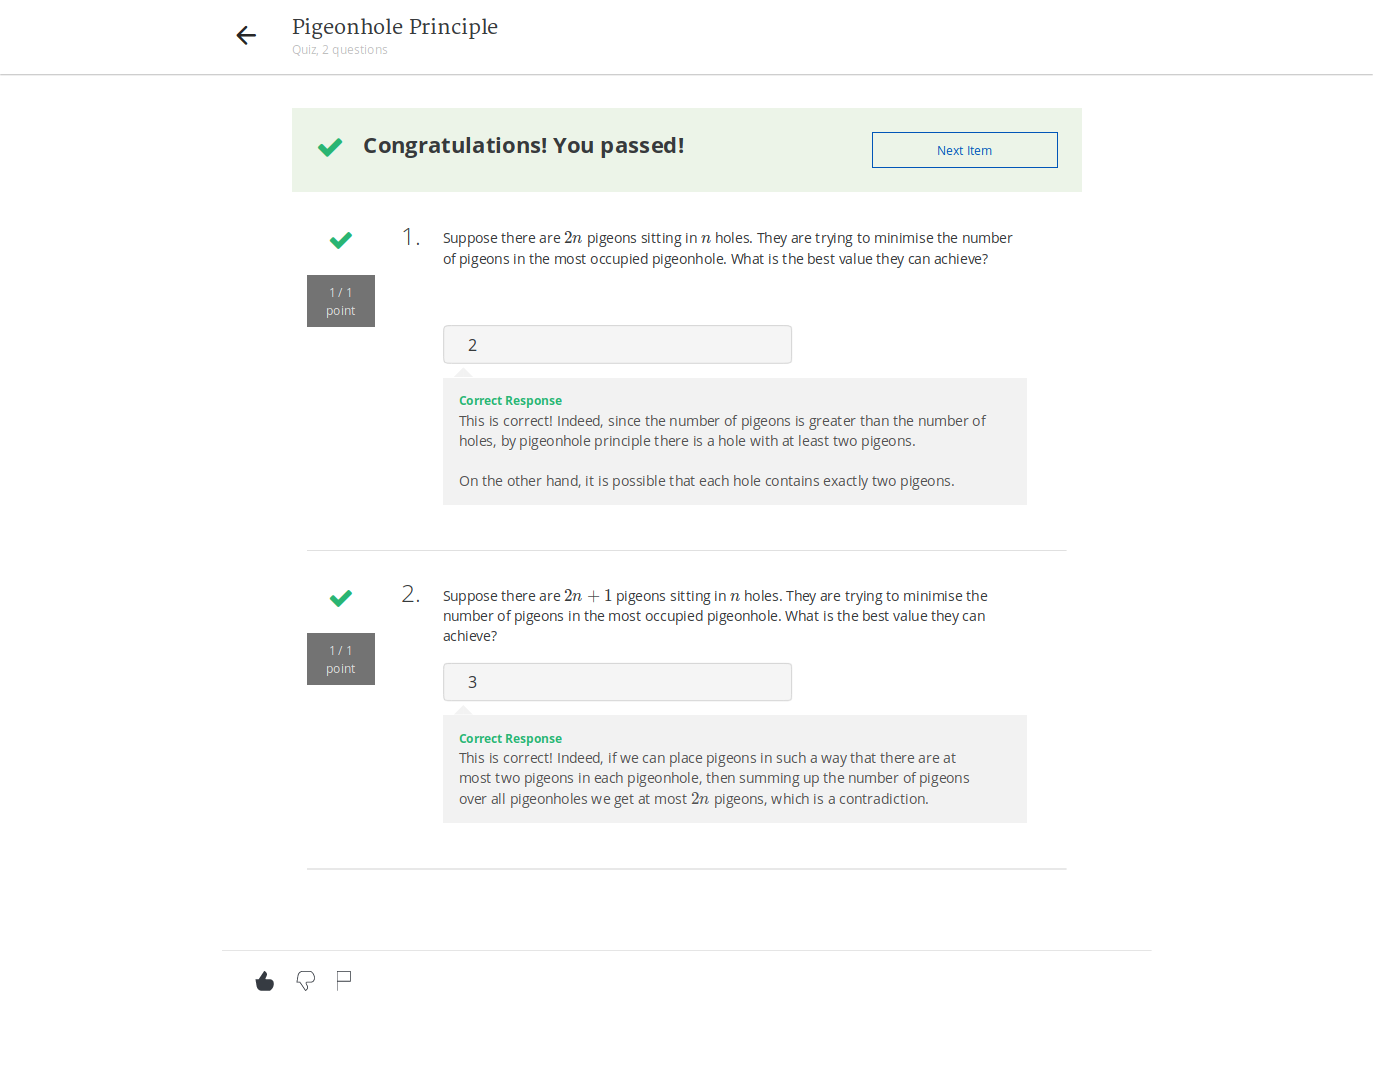 Pigeonhole Principle
Quiz, 2 questions
Congratulations! You passed!
Next Item
1 / 1
point
1.
Suppose there are 2n pigeons sitting in n holes. They are trying to minimise the number
of pigeons in the most occupied pigeonhole. What is the best value they can achieve?
2
Correct Response
This is correct! Indeed, since the number of pigeons is greater than the number of
holes, by pigeonhole principle there is a hole with at least two pigeons.
On the other hand, it is possible that each hole contains exactly two pigeons.
1 / 1
point
2.
Suppose there are 2n + 1 pigeons sitting in n holes. They are trying to minimise the
number of pigeons in the most occupied pigeonhole. What is the best value they can
achieve?
3
Correct Response
This is correct! Indeed, if we can place pigeons in such a way that there are at
most two pigeons in each pigeonhole, then summing up the number of pigeons
over all pigeonholes we get at most 2n pigeons, which is a contradiction.